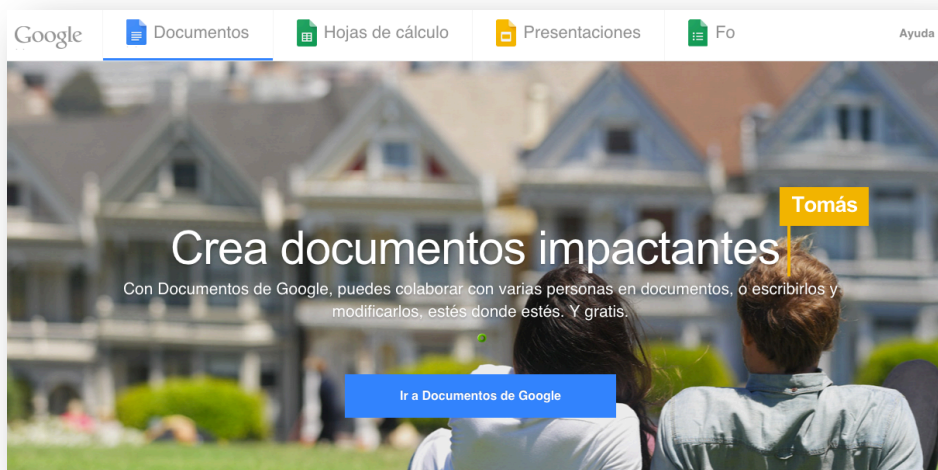 Google Documentos Hojas de cálculo Presentaciones Fo Ayuda
Tomás
Crea documentos impactantes
Con Documentos de Google, puedes colaborar con varias personas en documentos, o escribirlos y
modificarlos, estés donde estés. Y gratis.
Ir a Documentos de Google